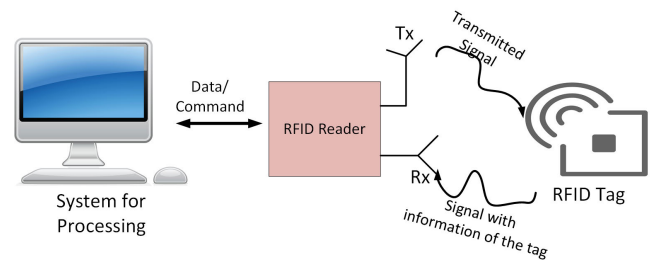 Data/
Command
System for
Processing
RFID Reader
Tx
Rx
Transmitted
Signal
Signal with
information of the tag
RFID Tag